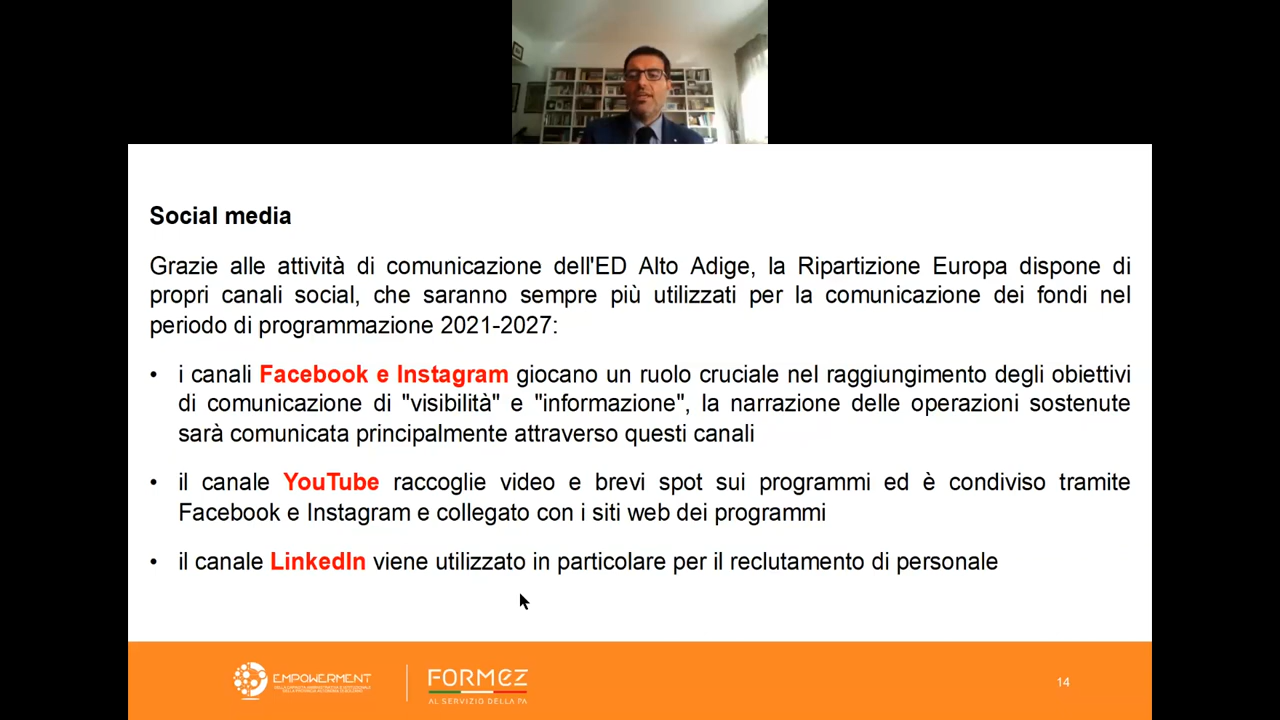 Social media
Grazie alle attività di comunicazione dell'ED Alto Adige, la Ripartizione Europa dispone di
propri canali social, che saranno sempre più utilizzati per la comunicazione dei fondi nel
periodo di programmazione 2021-2027:
• i canali Facebook e Instagram giocano un ruolo cruciale nel raggiungimento degli obiettivi
di comunicazione di "visibilità" e "informazione", la narrazione delle operazioni sostenute
sarà comunicata principalmente attraverso questi canali
• il canale YouTube raccoglie video e brevi spot sui programmi ed è condiviso tramite
Facebook e Instagram e collegato con i siti web dei programmi
• il canale LinkedIn viene utilizzato in particolare per il reclutamento di personale
EMPOWERMENT
FORMEZ
AL SERVIZIO DELLA PA
14